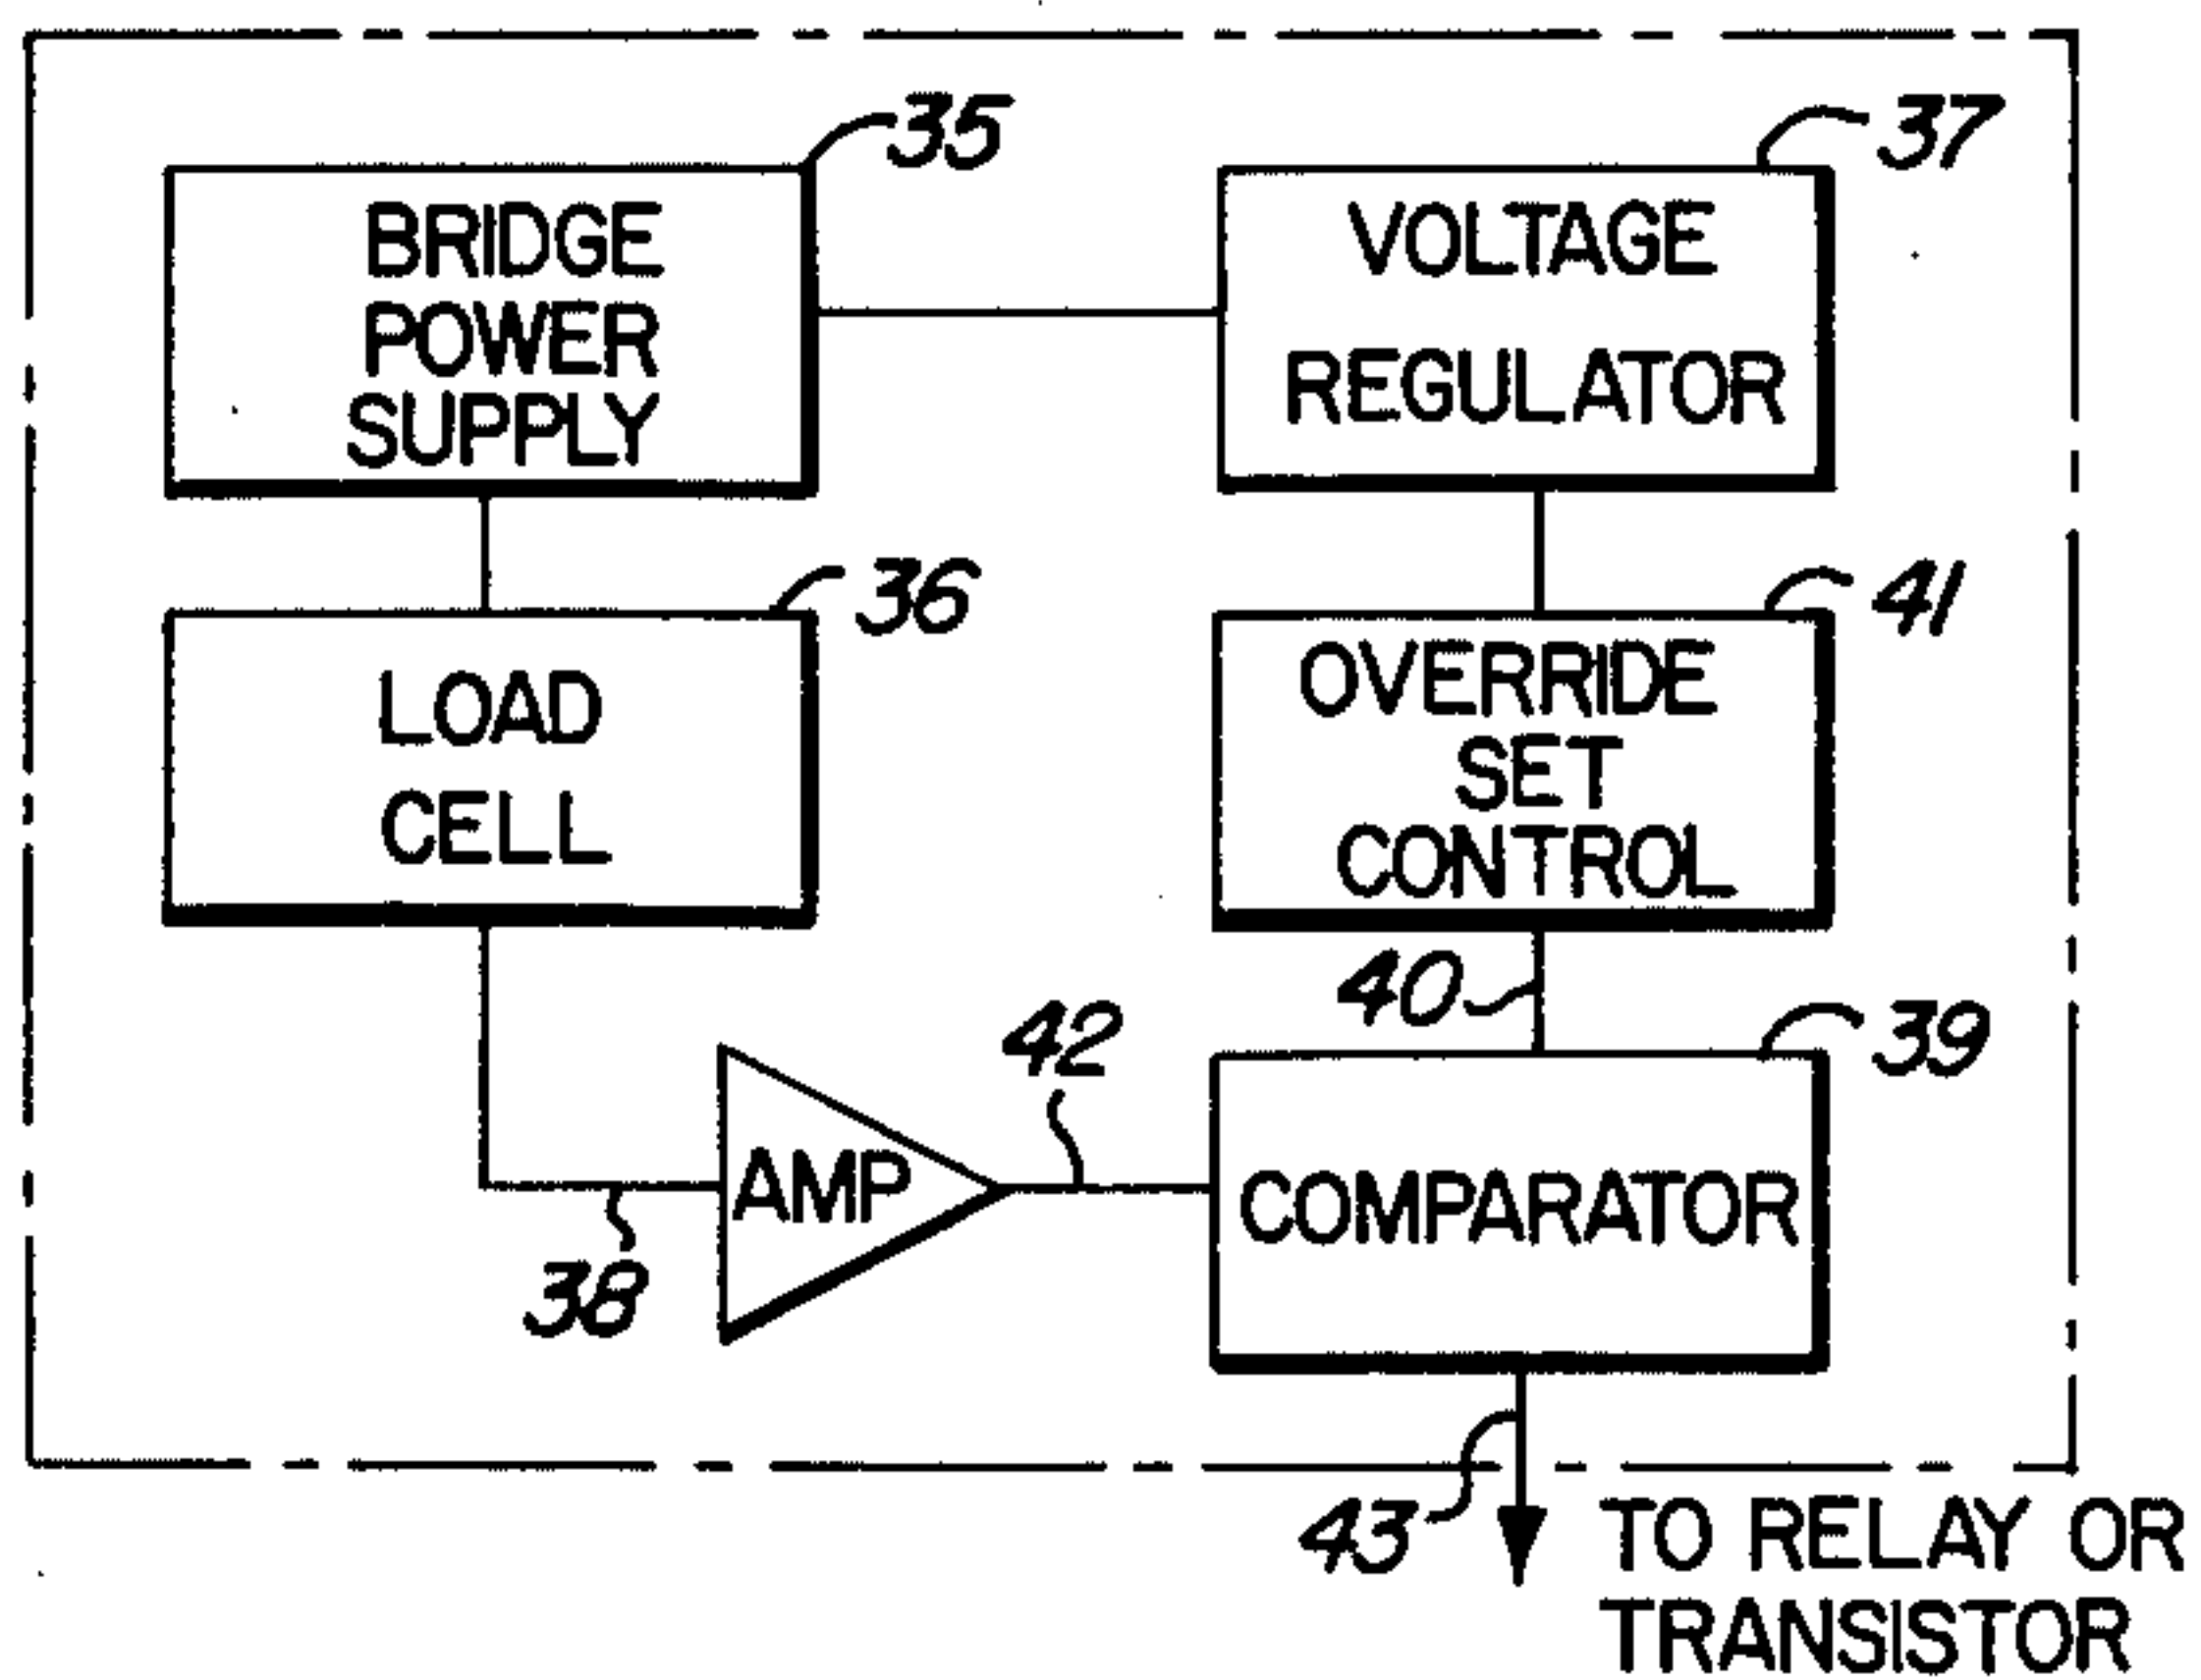 35
37
BRIDGE
POWER
SUPPLY
VOLTAGE
REGULATOR
36
41
LOAD
CELL
OVERRIDE
SET
CONTROL
40
42
39
AMP
COMPARATOR
38
43
TO RELAY OR
TRANSISTOR